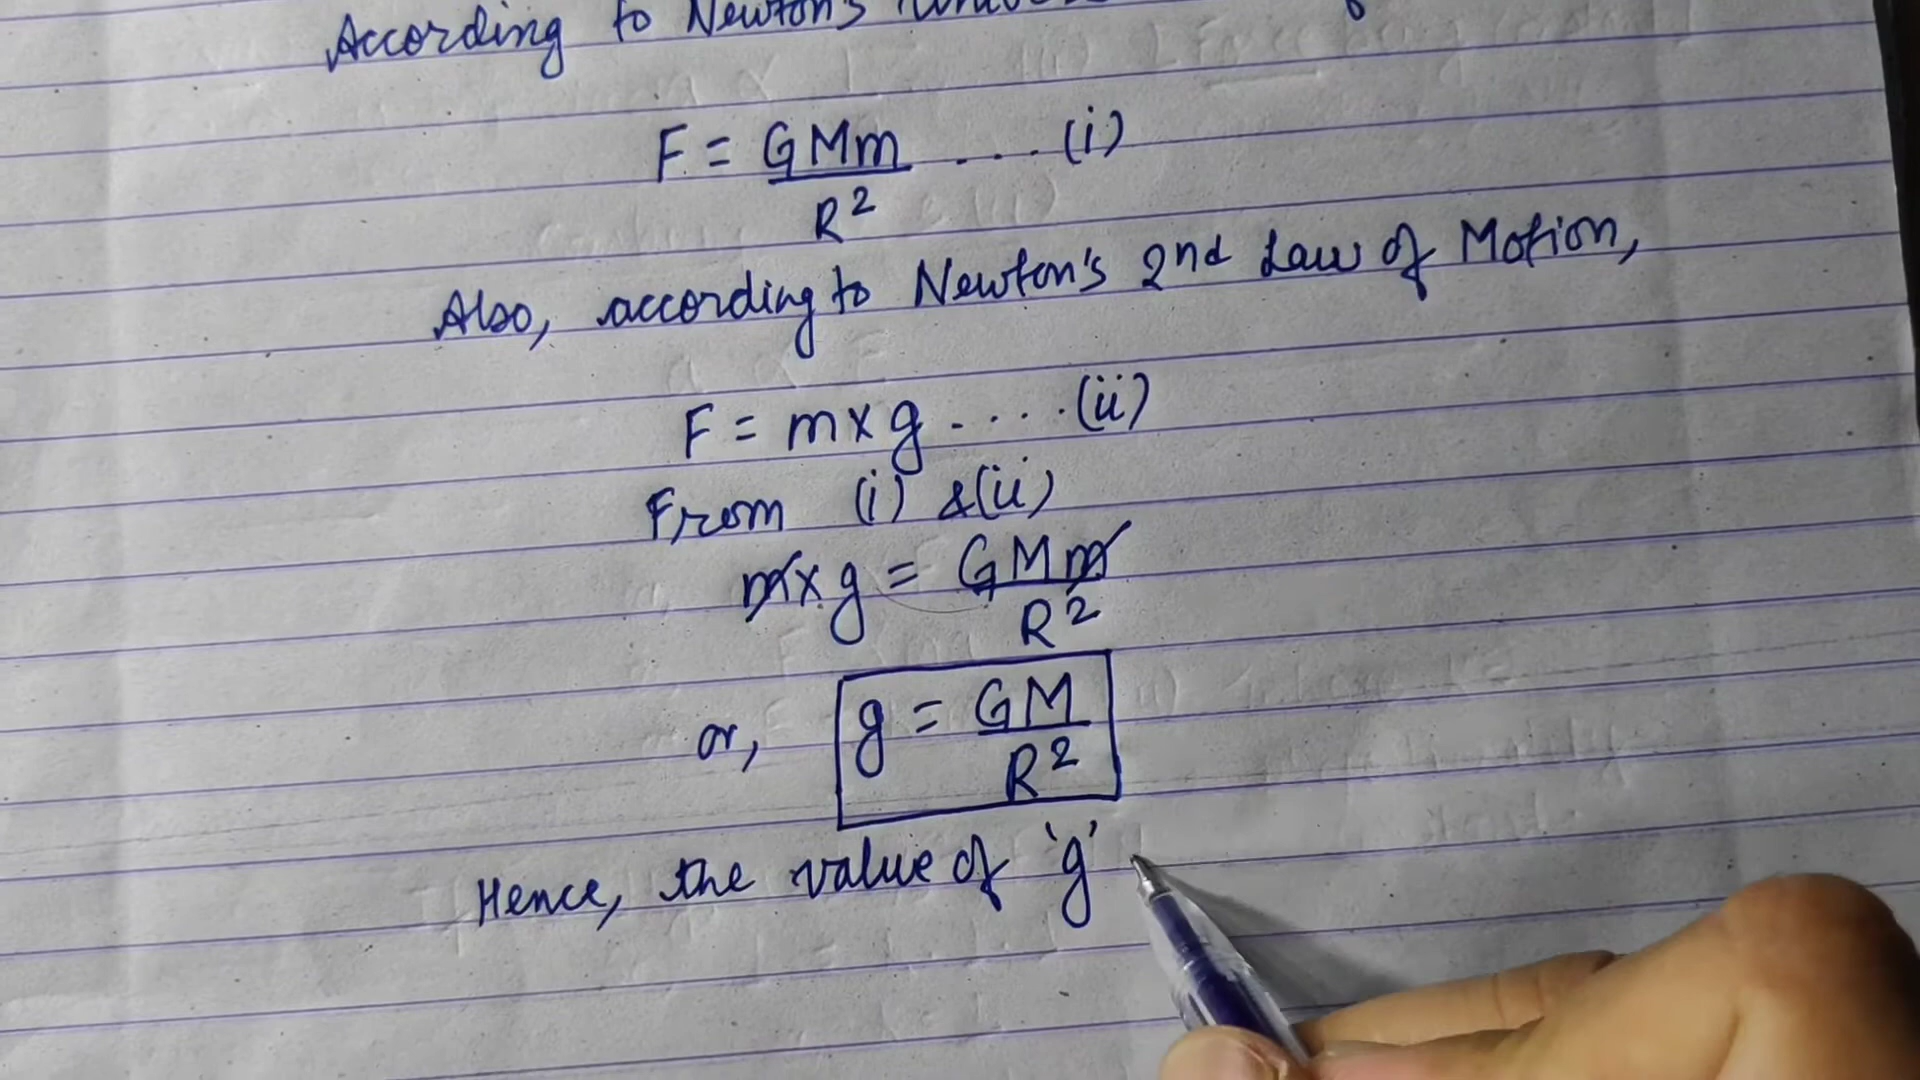 According to Newton's
F = GMm/R² .... (i)
Also, according to Newton's 2nd Law of Motion,
F = m x g ..... (ii)
From (i) & (ii)
m x g = GMm/R²
or, g = GM/R²
Hence, the value of 'g'